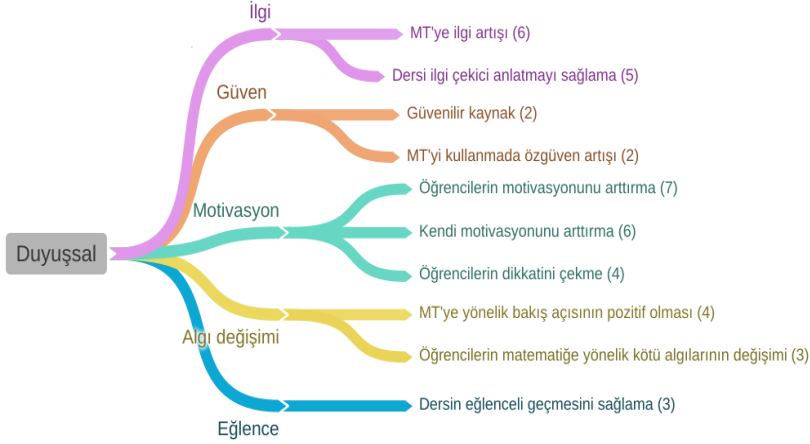 İlgi
MT'ye ilgi artışı (6)
Dersi ilgi çekici anlatmayı sağlama (5)
Güven
Güvenilir kaynak (2)
MT'yi kullanmada özgüven artışı (2)
Motivasyon
Öğrencilerin motivasyonunu arttırma (7)
Kendi motivasyonunu arttırma (6)
Öğrencilerin dikkatini çekme (4)
Duyuşsal
Algı değişimi
MT'ye yönelik bakış açısının pozitif olması (4)
Öğrencilerin matematiğe yönelik kötü algılarının değişimi (3)
Eğlence
Dersin eğlenceli geçmesini sağlama (3)